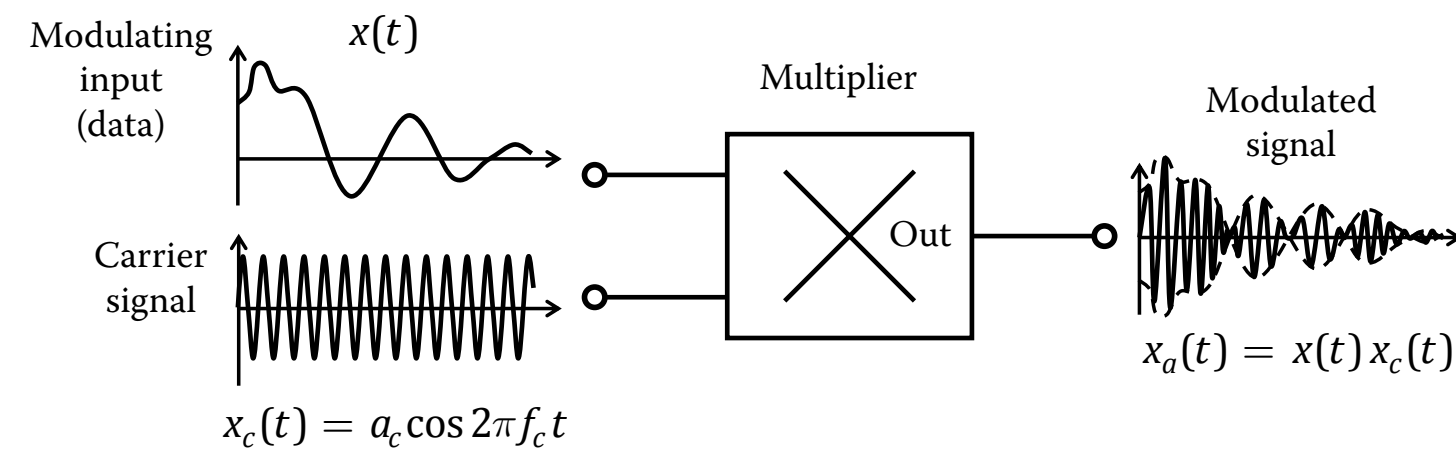 Modulating
input
(data)
x(t)
Carrier
signal
x_c(t) = a_c cos 2πf_c t
Multiplier
Out
Modulated
signal
x_a(t) = x(t) x_c(t)